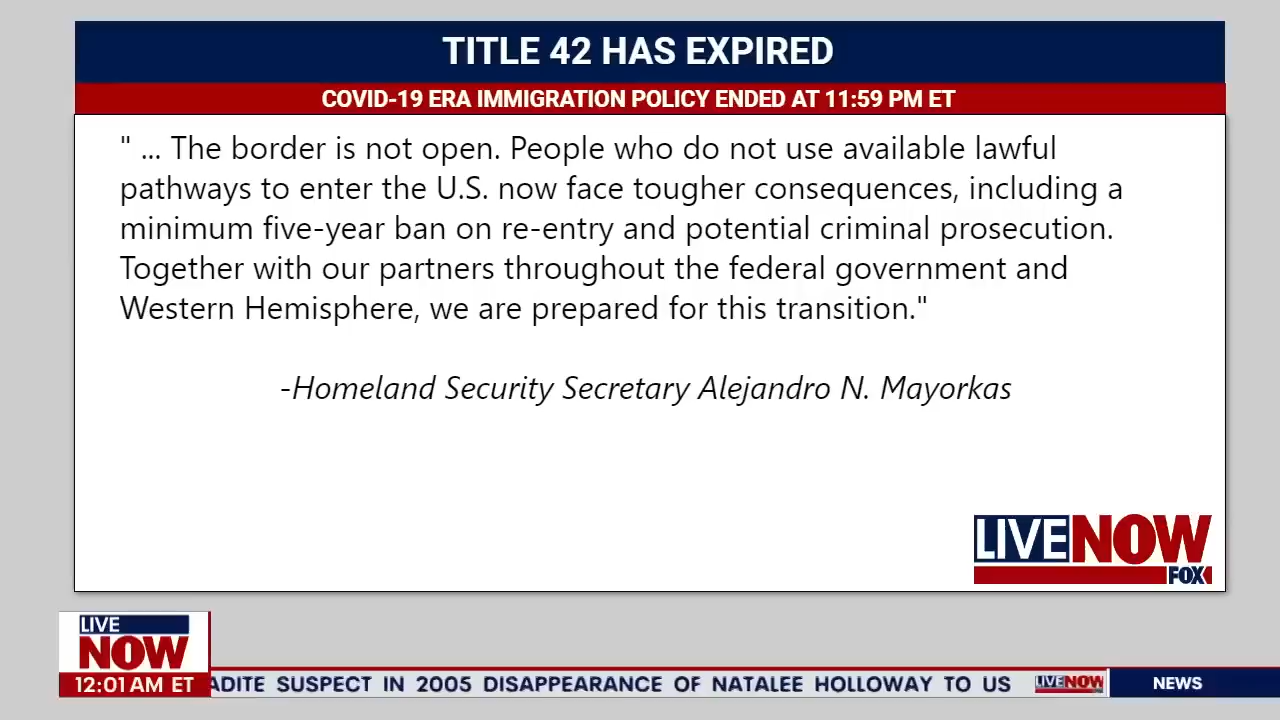 TITLE 42 HAS EXPIRED
COVID-19 ERA IMMIGRATION POLICY ENDED AT 11:59 PM ET
" ... The border is not open. People who do not use available lawful
pathways to enter the U.S. now face tougher consequences, including a
minimum five-year ban on re-entry and potential criminal prosecution.
Together with our partners throughout the federal government and
Western Hemisphere, we are prepared for this transition."
-Homeland Security Secretary Alejandro N. Mayorkas
LIVENOW
FOX
LIVE
NOW
12:01 AM ET
ADITE SUSPECT IN 2005 DISAPPEARANCE OF NATALEE HOLLOWAY TO US LIVENOW NEWS